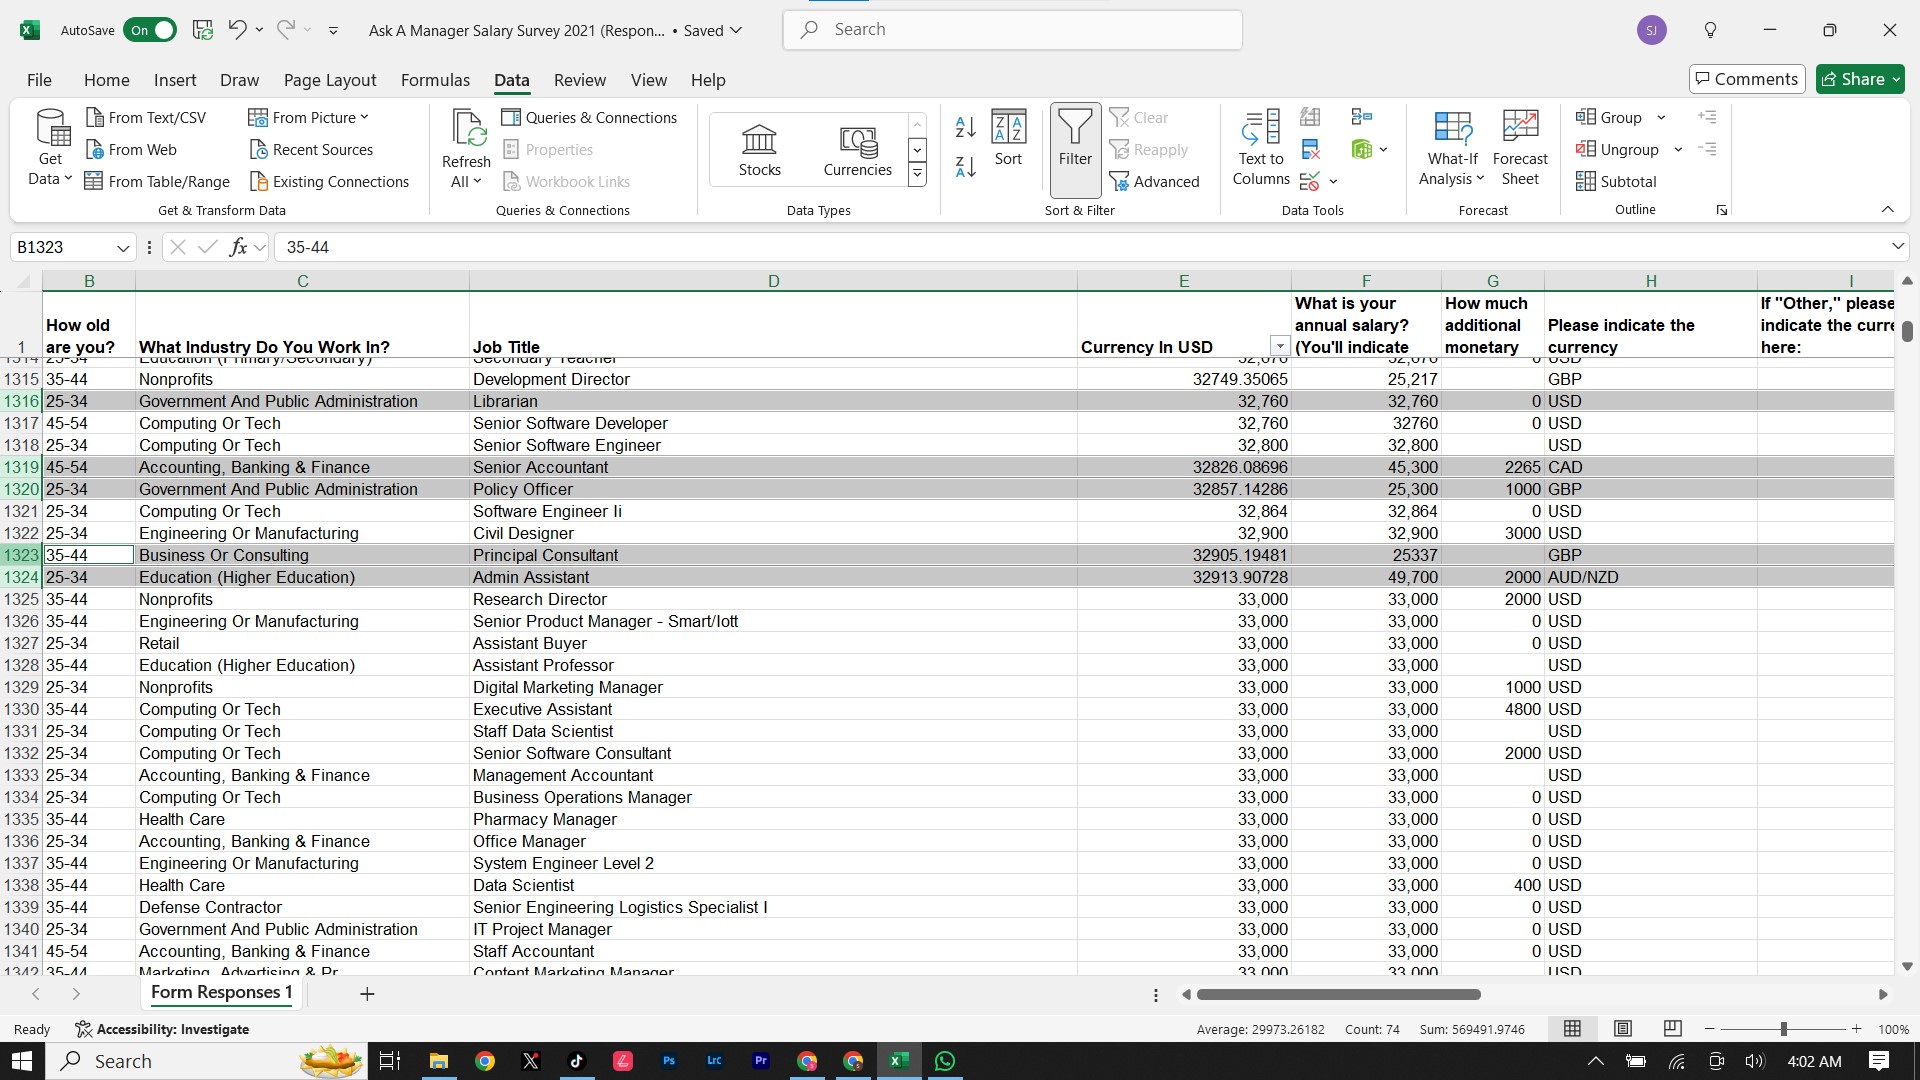 AutoSave On Ask A Manager Salary Survey 2021 (Respon... • Saved Search SJ
File Home Insert Draw Page Layout Formulas Data Review View Help Comments Share
Get Data
From Text/CSV
From Web
From Table/Range
From Picture
Recent Sources
Existing Connections
Get & Transform Data
Refresh All
Queries & Connections
Properties
Workbook Links
Queries & Connections
Stocks Currencies
Data Types
Sort
Filter
Clear
Reapply
Advanced
Sort & Filter
Text to Columns
Data Tools
What-If Analysis
Forecast Sheet
Forecast
Group
Ungroup
Subtotal
Outline
B1323 fx 35-44
B C D E F G H I
1 How old are you? What Industry Do You Work In? Job Title Currency In USD What is your annual salary? (You'll indicate How much additional monetary Please indicate the currency If "Other," please indicate the curre here:
1314 25-34 Education (Primary/Secondary) Secondary Teacher 32,670 32,670 0 USD
1315 35-44 Nonprofits Development Director 32749.35065 25,217 GBP
1316 25-34 Government And Public Administration Librarian 32,760 32,760 0 USD
1317 45-54 Computing Or Tech Senior Software Developer 32,760 32760 0 USD
1318 25-34 Computing Or Tech Senior Software Engineer 32,800 32,800 USD
1319 45-54 Accounting, Banking & Finance Senior Accountant 32826.08696 45,300 2265 CAD
1320 25-34 Government And Public Administration Policy Officer 32857.14286 25,300 1000 GBP
1321 25-34 Computing Or Tech Software Engineer Ii 32,864 32,864 0 USD
1322 25-34 Engineering Or Manufacturing Civil Designer 32,900 32,900 3000 USD
1323 35-44 Business Or Consulting Principal Consultant 32905.19481 25337 GBP
1324 25-34 Education (Higher Education) Admin Assistant 32913.90728 49,700 2000 AUD/NZD
1325 35-44 Nonprofits Research Director 33,000 33,000 2000 USD
1326 35-44 Engineering Or Manufacturing Senior Product Manager - Smart/Iott 33,000 33,000 0 USD
1327 25-34 Retail Assistant Buyer 33,000 33,000 0 USD
1328 35-44 Education (Higher Education) Assistant Professor 33,000 33,000 USD
1329 25-34 Nonprofits Digital Marketing Manager 33,000 33,000 1000 USD
1330 35-44 Computing Or Tech Executive Assistant 33,000 33,000 4800 USD
1331 25-34 Computing Or Tech Staff Data Scientist 33,000 33,000 USD
1332 25-34 Computing Or Tech Senior Software Consultant 33,000 33,000 2000 USD
1333 25-34 Accounting, Banking & Finance Management Accountant 33,000 33,000 USD
1334 25-34 Computing Or Tech Business Operations Manager 33,000 33,000 0 USD
1335 35-44 Health Care Pharmacy Manager 33,000 33,000 0 USD
1336 25-34 Accounting, Banking & Finance Office Manager 33,000 33,000 0 USD
1337 35-44 Engineering Or Manufacturing System Engineer Level 2 33,000 33,000 0 USD
1338 35-44 Health Care Data Scientist 33,000 33,000 400 USD
1339 35-44 Defense Contractor Senior Engineering Logistics Specialist I 33,000 33,000 0 USD
1340 25-34 Government And Public Administration IT Project Manager 33,000 33,000 0 USD
1341 45-54 Accounting, Banking & Finance Staff Accountant 33,000 33,000 0 USD
1342 35-44 Marketing, Advertising & Pr Content Marketing Manager 33,000 33,000 USD
Form Responses 1
Ready Accessibility: Investigate Average: 29973.26182 Count: 74 Sum: 569491.9746 100%
Search Ps LrC Pr 4:02 AM